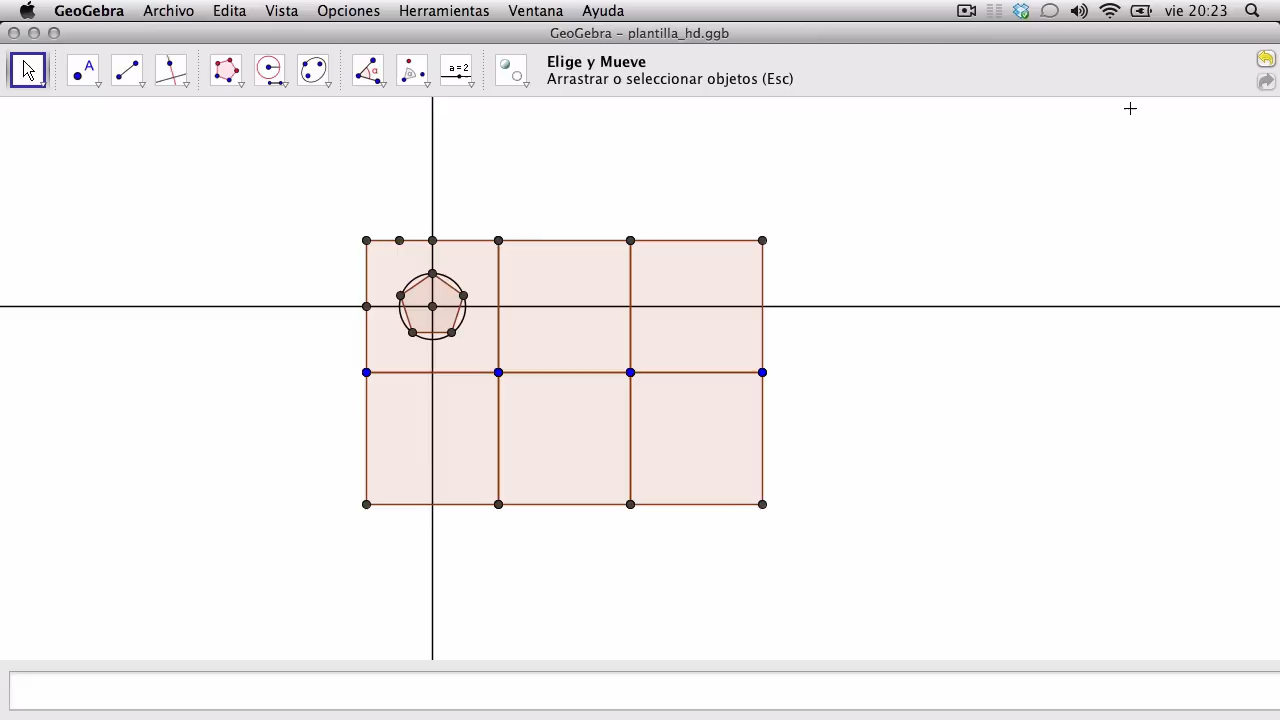 GeoGebra Archivo Edita Vista Opciones Herramientas Ventana Ayuda vie 20:23
GeoGebra – plantilla_hd.ggb
A
α
α
a=2
Elige y Mueve
Arrastrar o seleccionar objetos (Esc)